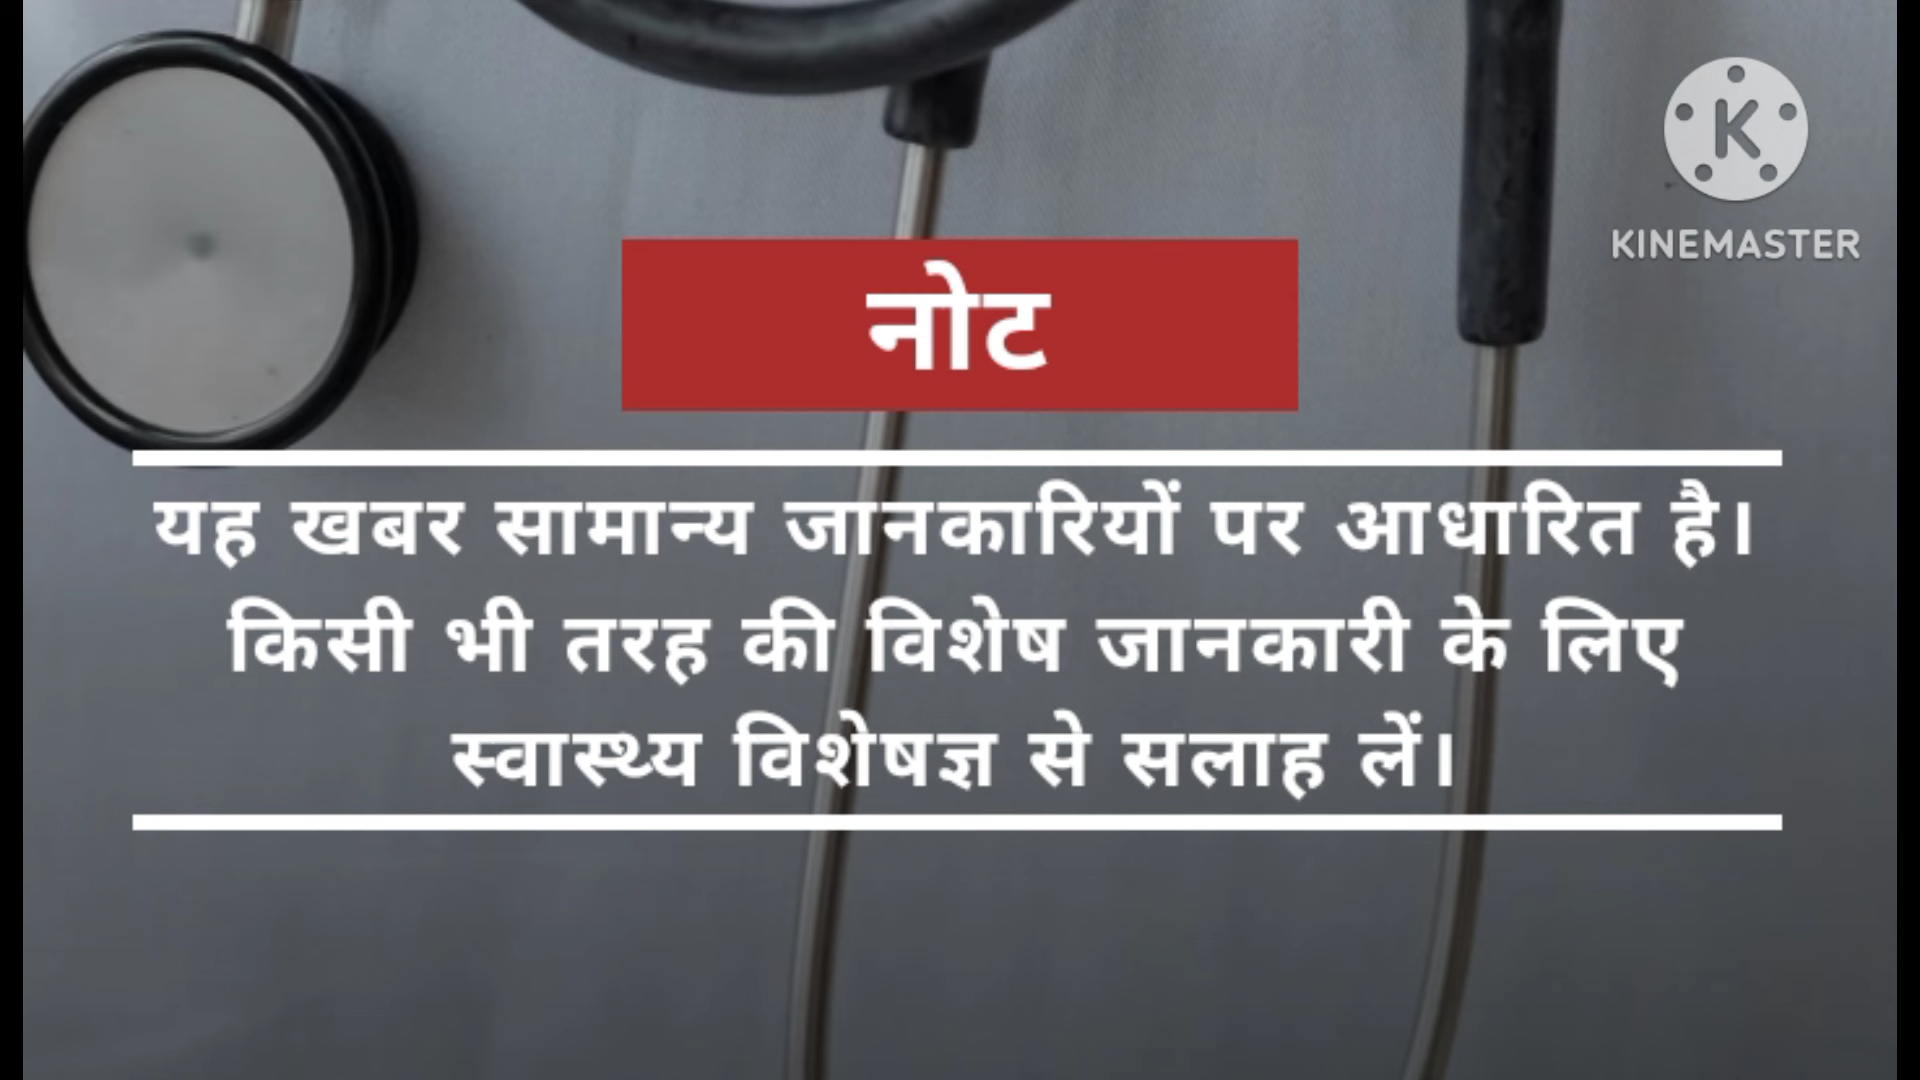 KINEMASTER
नोट
यह खबर सामान्य जानकारियों पर आधारित है।
किसी भी तरह की विशेष जानकारी के लिए
स्वास्थ्य विशेषज्ञ से सलाह लें।